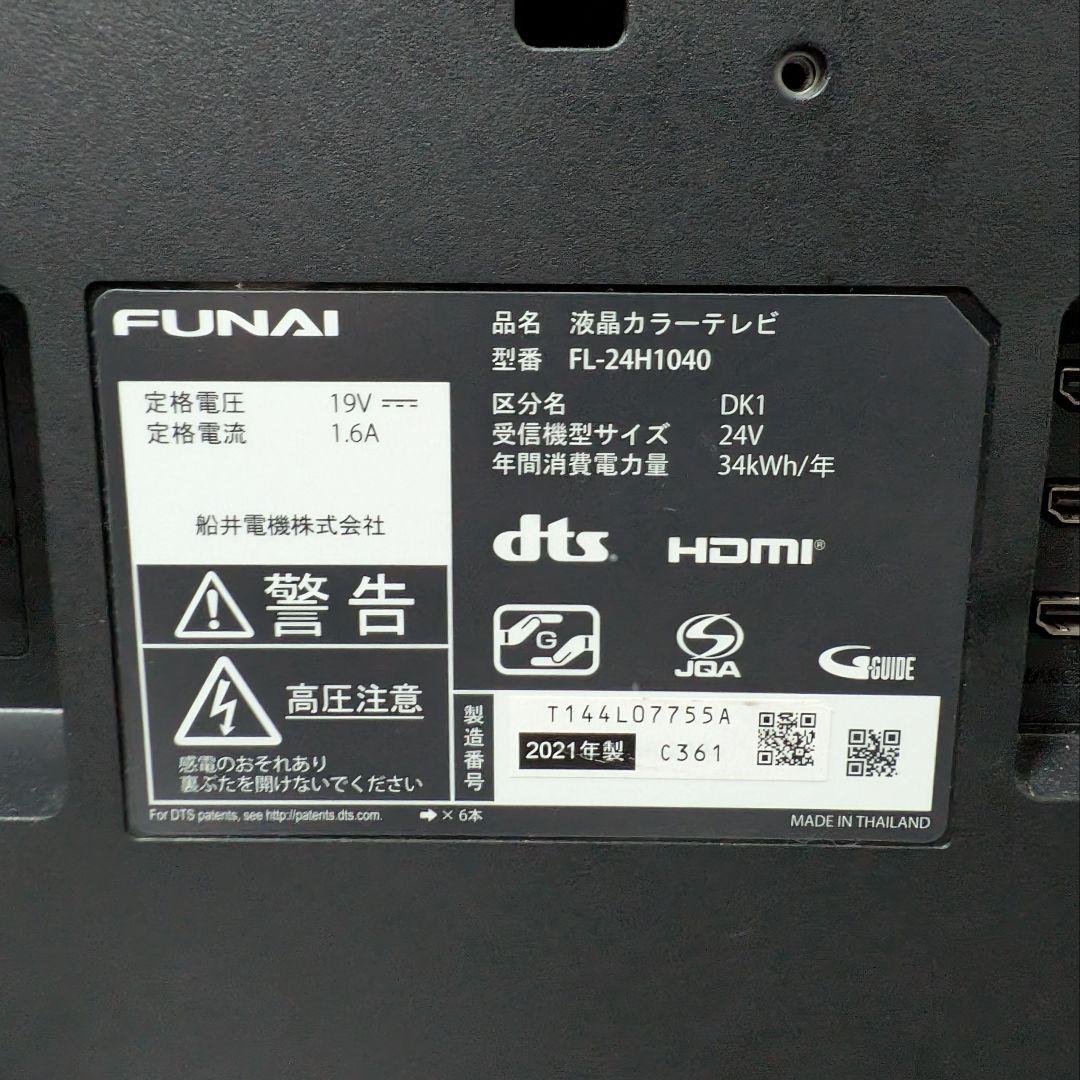 FUNAI
品名 液晶カラーテレビ
型番 FL-24H1040
定格電圧 19V
定格電流 1.6A
船井電機株式会社
区分名 DK1
受信機型サイズ 24V
年間消費電力量 34kWh/年
dts
HDMI®
G
JQA
G-GUIDE
警告
高圧注意
感電のおそれあり
裏ぶたを開けないでください
製造番号
T144L07755A
2021年製 C361
For DTS patents, see http://patents.dts.com.
➡ × 6本
MADE IN THAILAND